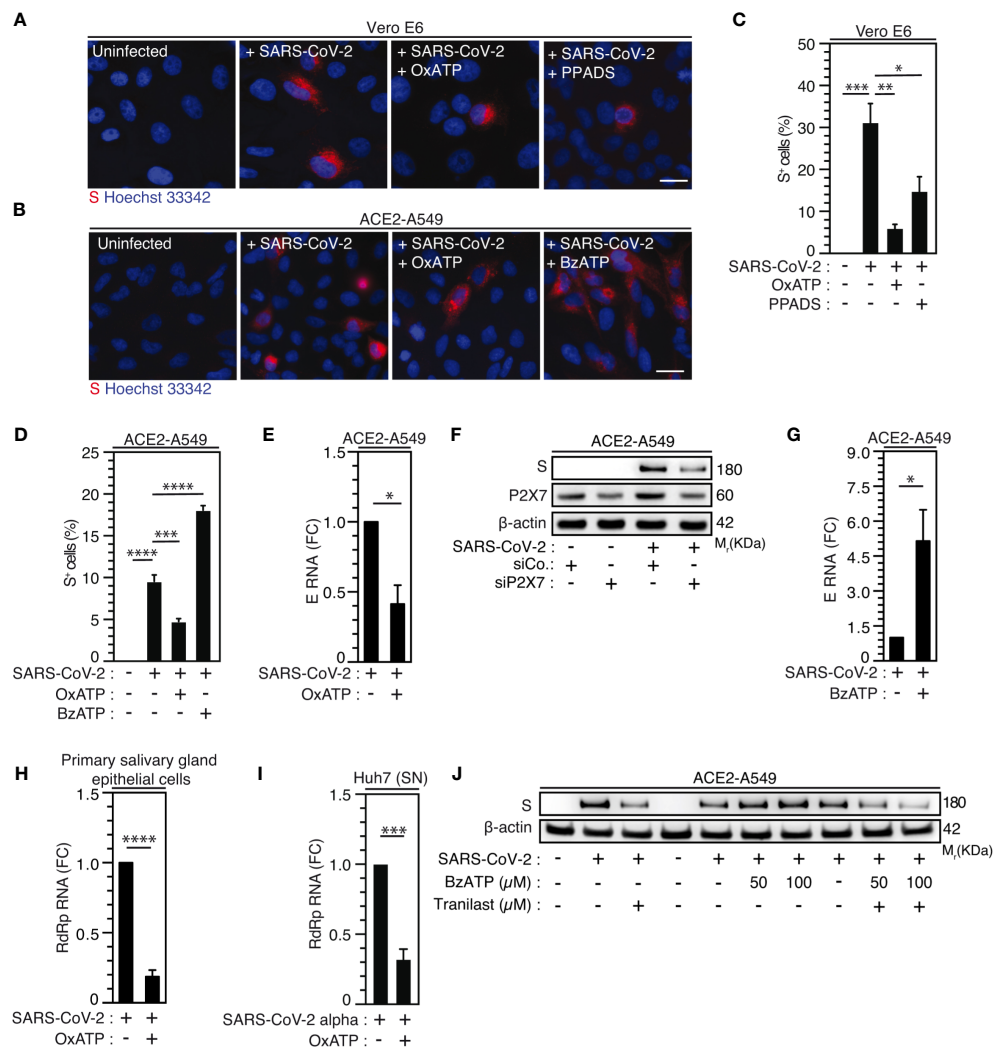 A
Vero E6
Uninfected
+ SARS-CoV-2
+ SARS-CoV-2
+ OxATP
+ SARS-CoV-2
+ PPADS
S Hoechst 33342
B
ACE2-A549
Uninfected
+ SARS-CoV-2
+ SARS-CoV-2
+ OxATP
+ SARS-CoV-2
+ BzATP
S Hoechst 33342
C
Vero E6
S⁺ cells (%)
50
40
30
20
10
0
*** ** *
SARS-CoV-2 : - + + +
OxATP : - - + -
PPADS : - - - +
D
ACE2-A549
S⁺ cells (%)
25
20
15
10
5
0
**** *** ****
SARS-CoV-2 : - + + +
OxATP : - - + -
BzATP : - - - +
E
ACE2-A549
E RNA (FC)
1.5
1.0
0.5
0
*
SARS-CoV-2 : + +
OxATP : - +
F
ACE2-A549
S 180
P2X7 60
β-actin 42
Mr(KDa)
SARS-CoV-2 : - - + +
siCo. : + - + -
siP2X7 : - + - +
G
ACE2-A549
E RNA (FC)
9.0
7.5
6.0
4.5
3.0
1.5
0
*
SARS-CoV-2 : + +
BzATP : - +
H
Primary salivary gland
epithelial cells
RdRp RNA (FC)
1.5
1.0
0.5
0
****
SARS-CoV-2 : + +
OxATP : - +
I
Huh7 (SN)
RdRp RNA (FC)
1.5
1.0
0.5
0
***
SARS-CoV-2 alpha : + +
OxATP : - +
J
ACE2-A549
S 180
β-actin 42
Mr(KDa)
SARS-CoV-2 : - + + - + + + + + +
BzATP (µM) : - - - - - 50 100 - 50 100
Tranilast (µM) : - - + - - - - - + +